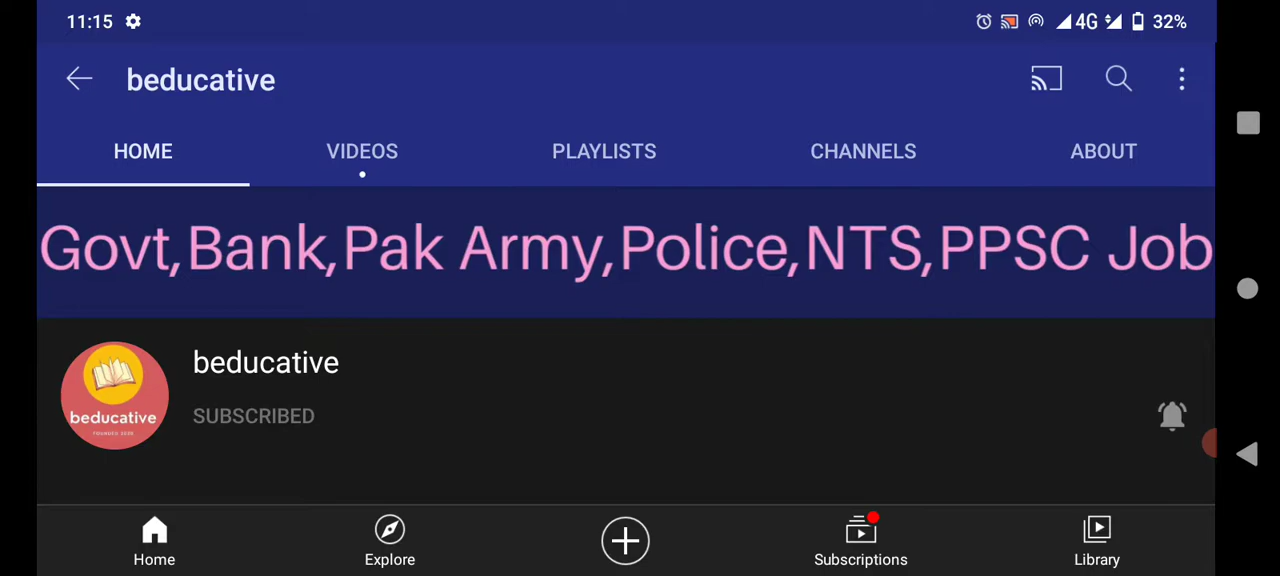 11:15 4G 32%
beducative
HOME VIDEOS PLAYLISTS CHANNELS ABOUT
Govt,Bank,Pak Army,Police,NTS,PPSC Job
beducative
SUBSCRIBED
beducative
Home Explore Subscriptions Library